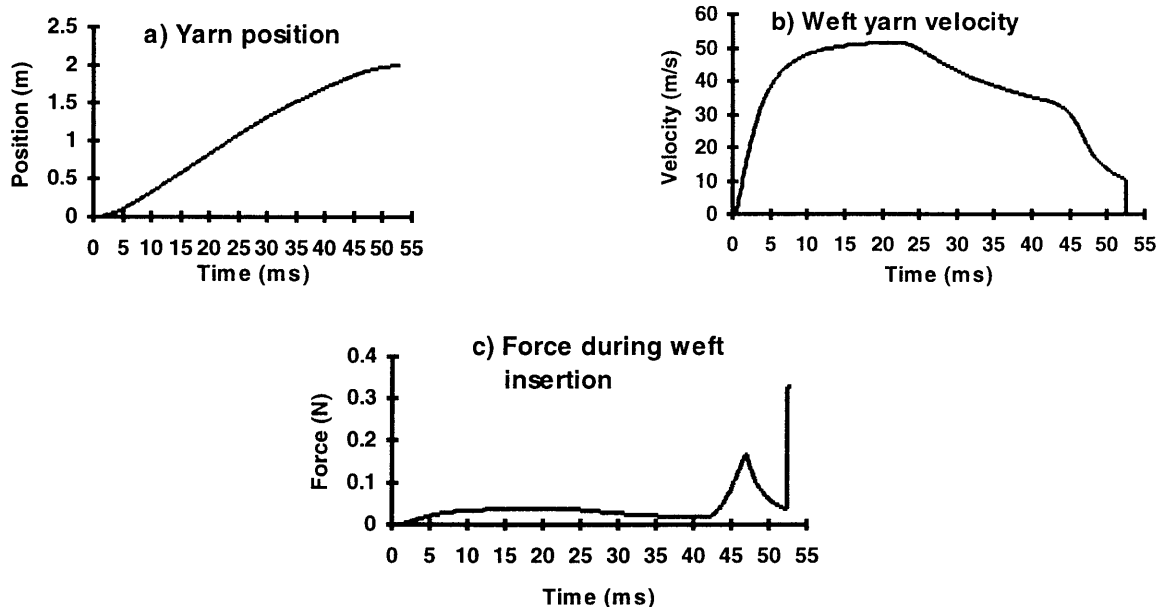 a) Yarn position
2.5
2
1.5
1
0.5
0
Position (m)
0 5 10 15 20 25 30 35 40 45 50 55
Time (ms)
b) Weft yarn velocity
60
50
40
30
20
10
0
Velocity (m/s)
0 5 10 15 20 25 30 35 40 45 50 55
Time (ms)
c) Force during weft
insertion
0.4
0.3
0.2
0.1
0
Force (N)
0 5 10 15 20 25 30 35 40 45 50 55
Time (ms)